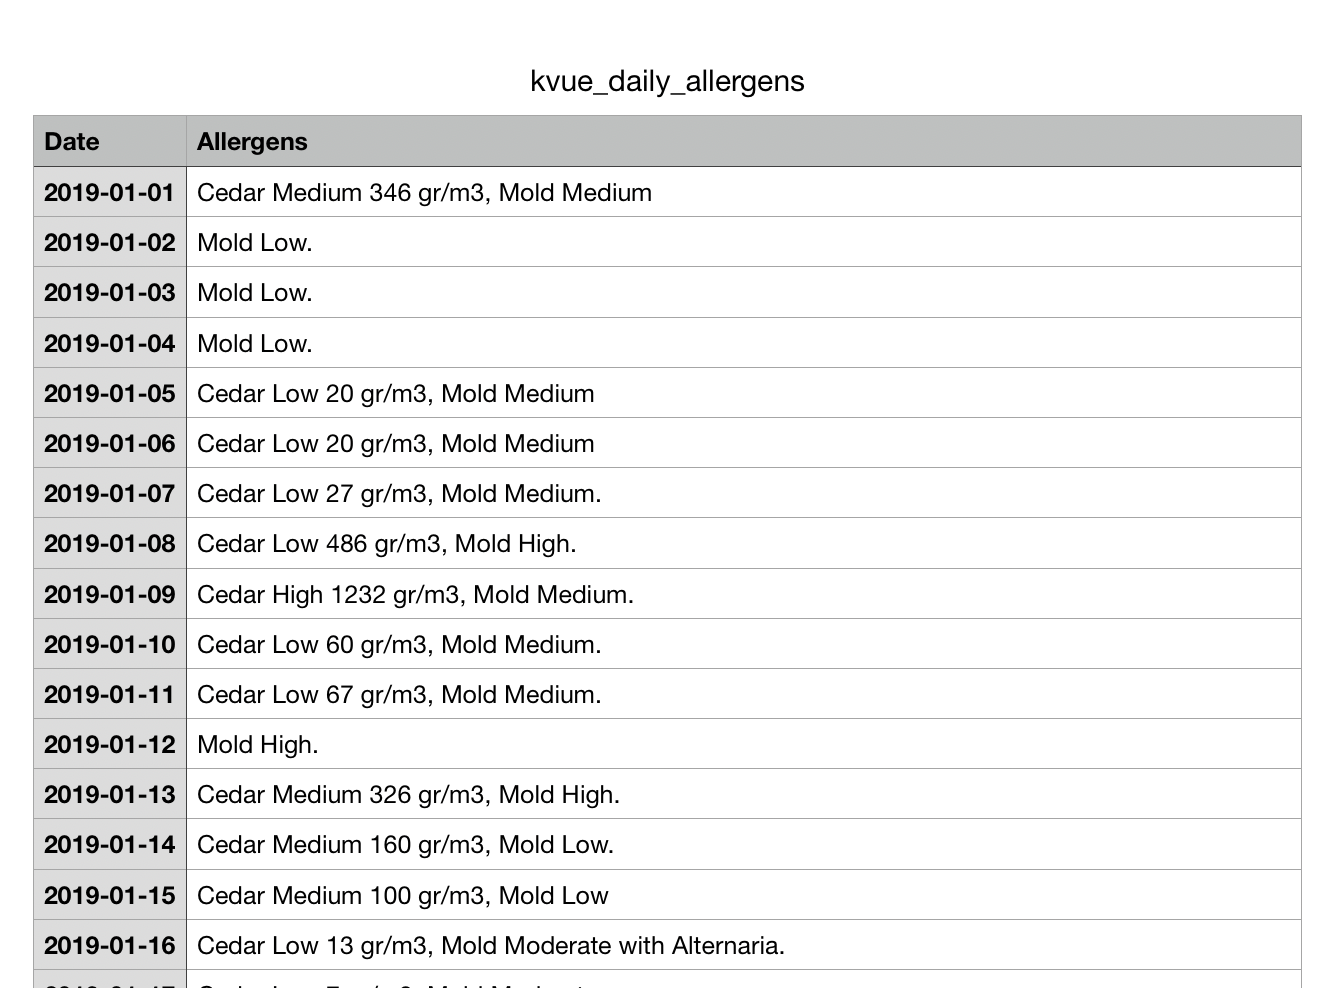 kvue_daily_allergens
Date Allergens
2019-01-01 Cedar Medium 346 gr/m3, Mold Medium
2019-01-02 Mold Low.
2019-01-03 Mold Low.
2019-01-04 Mold Low.
2019-01-05 Cedar Low 20 gr/m3, Mold Medium
2019-01-06 Cedar Low 20 gr/m3, Mold Medium
2019-01-07 Cedar Low 27 gr/m3, Mold Medium.
2019-01-08 Cedar Low 486 gr/m3, Mold High.
2019-01-09 Cedar High 1232 gr/m3, Mold Medium.
2019-01-10 Cedar Low 60 gr/m3, Mold Medium.
2019-01-11 Cedar Low 67 gr/m3, Mold Medium.
2019-01-12 Mold High.
2019-01-13 Cedar Medium 326 gr/m3, Mold High.
2019-01-14 Cedar Medium 160 gr/m3, Mold Low.
2019-01-15 Cedar Medium 100 gr/m3, Mold Low
2019-01-16 Cedar Low 13 gr/m3, Mold Moderate with Alternaria.